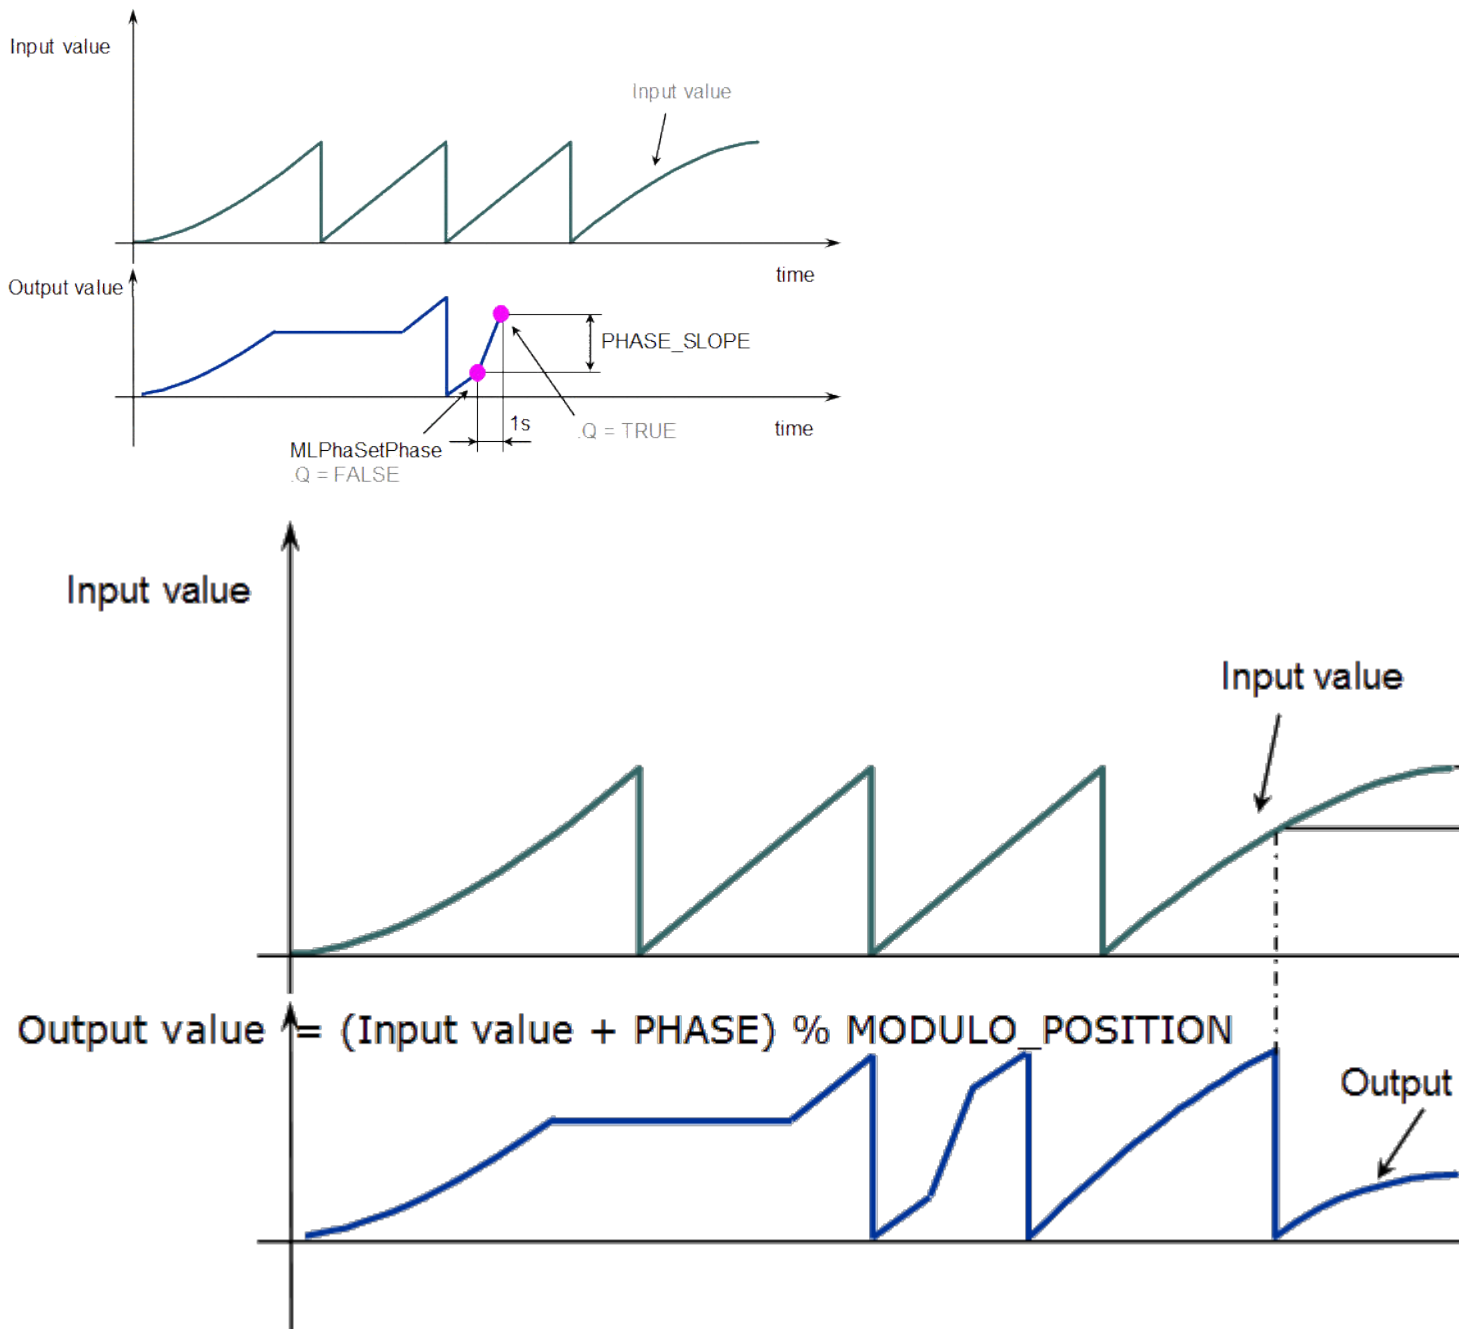 Input value
Input value
time
Output value
PHASE_SLOPE
1s
.Q = TRUE
time
MLPhaSetPhase
.Q = FALSE
Input value
Input value
Output value = (Input value + PHASE) % MODULO_POSITION
Output